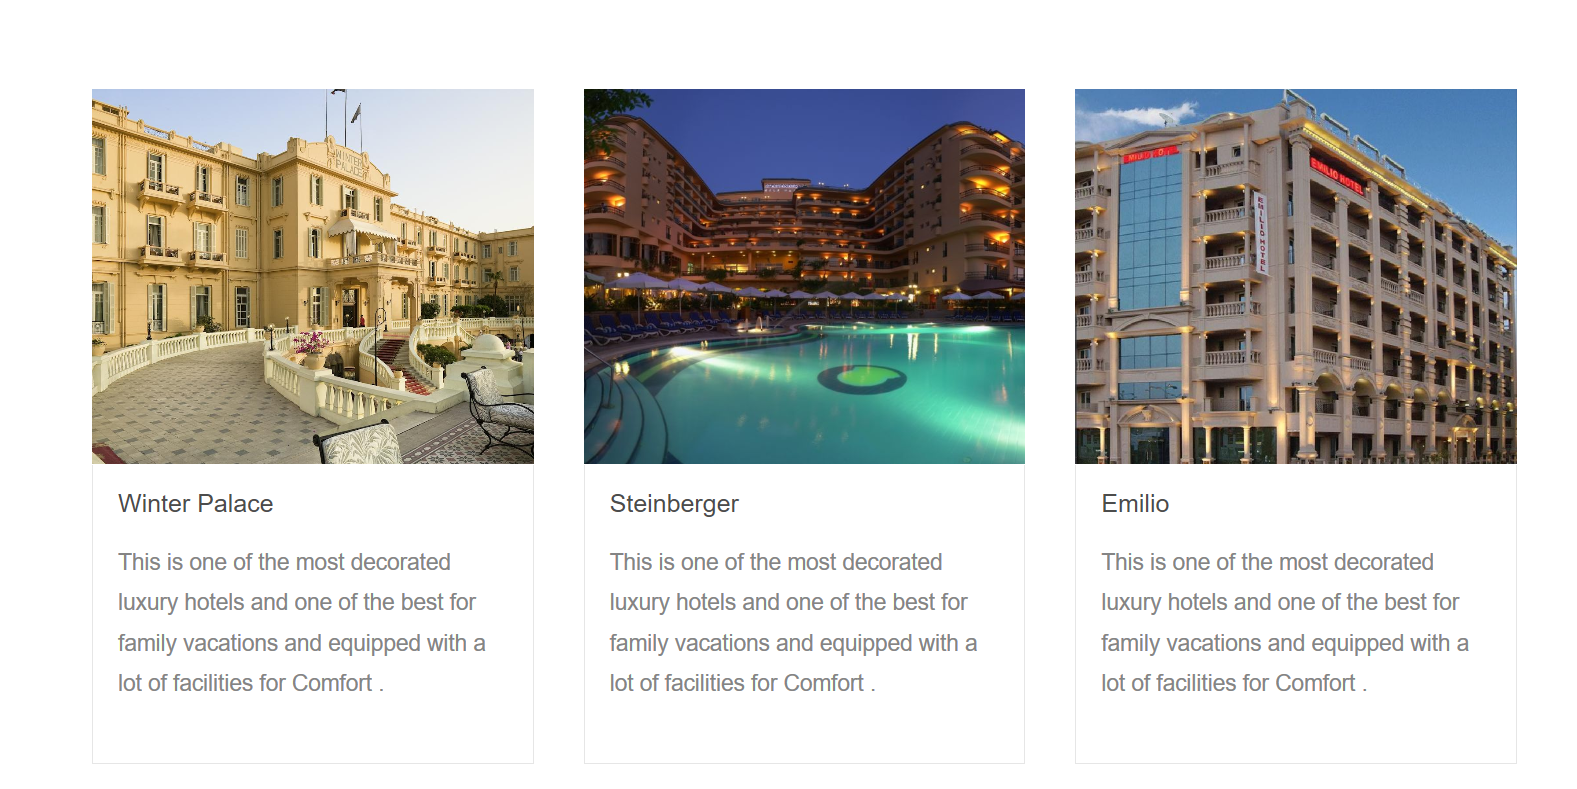 WINTER
PALACE
EMILIO HOTEL
EMILIO HOTEL
Winter Palace
This is one of the most decorated
luxury hotels and one of the best for
family vacations and equipped with a
lot of facilities for Comfort .
Steinberger
This is one of the most decorated
luxury hotels and one of the best for
family vacations and equipped with a
lot of facilities for Comfort .
Emilio
This is one of the most decorated
luxury hotels and one of the best for
family vacations and equipped with a
lot of facilities for Comfort .